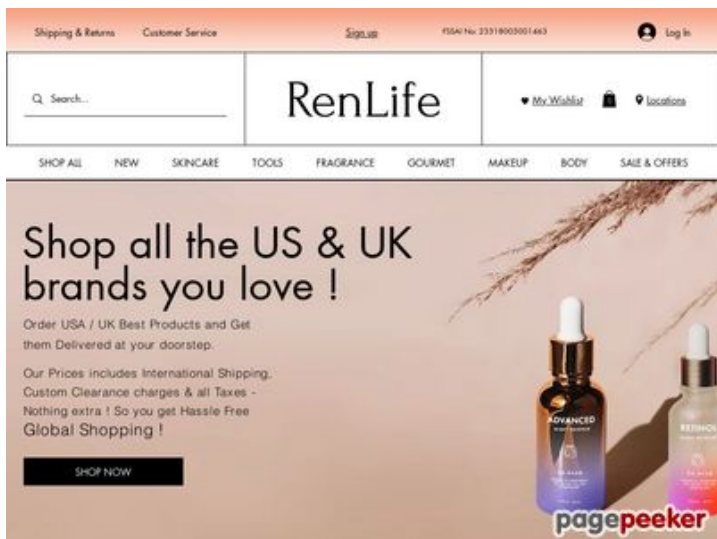 Shipping & Returns Customer Service Sign up FSSAI No: 23318003001463 Log In
Search... RenLife My Wishlist Locations
SHOP ALL NEW SKINCARE TOOLS FRAGRANCE GOURMET MAKEUP BODY SALE & OFFERS
Shop all the US & UK
brands you love !
Order USA / UK Best Products and Get
them Delivered at your doorstep.
Our Prices includes International Shipping,
Custom Clearance charges & all Taxes -
Nothing extra ! So you get Hassle Free
Global Shopping !
SHOP NOW
ADVANCED
RETINOL
pagepeeker